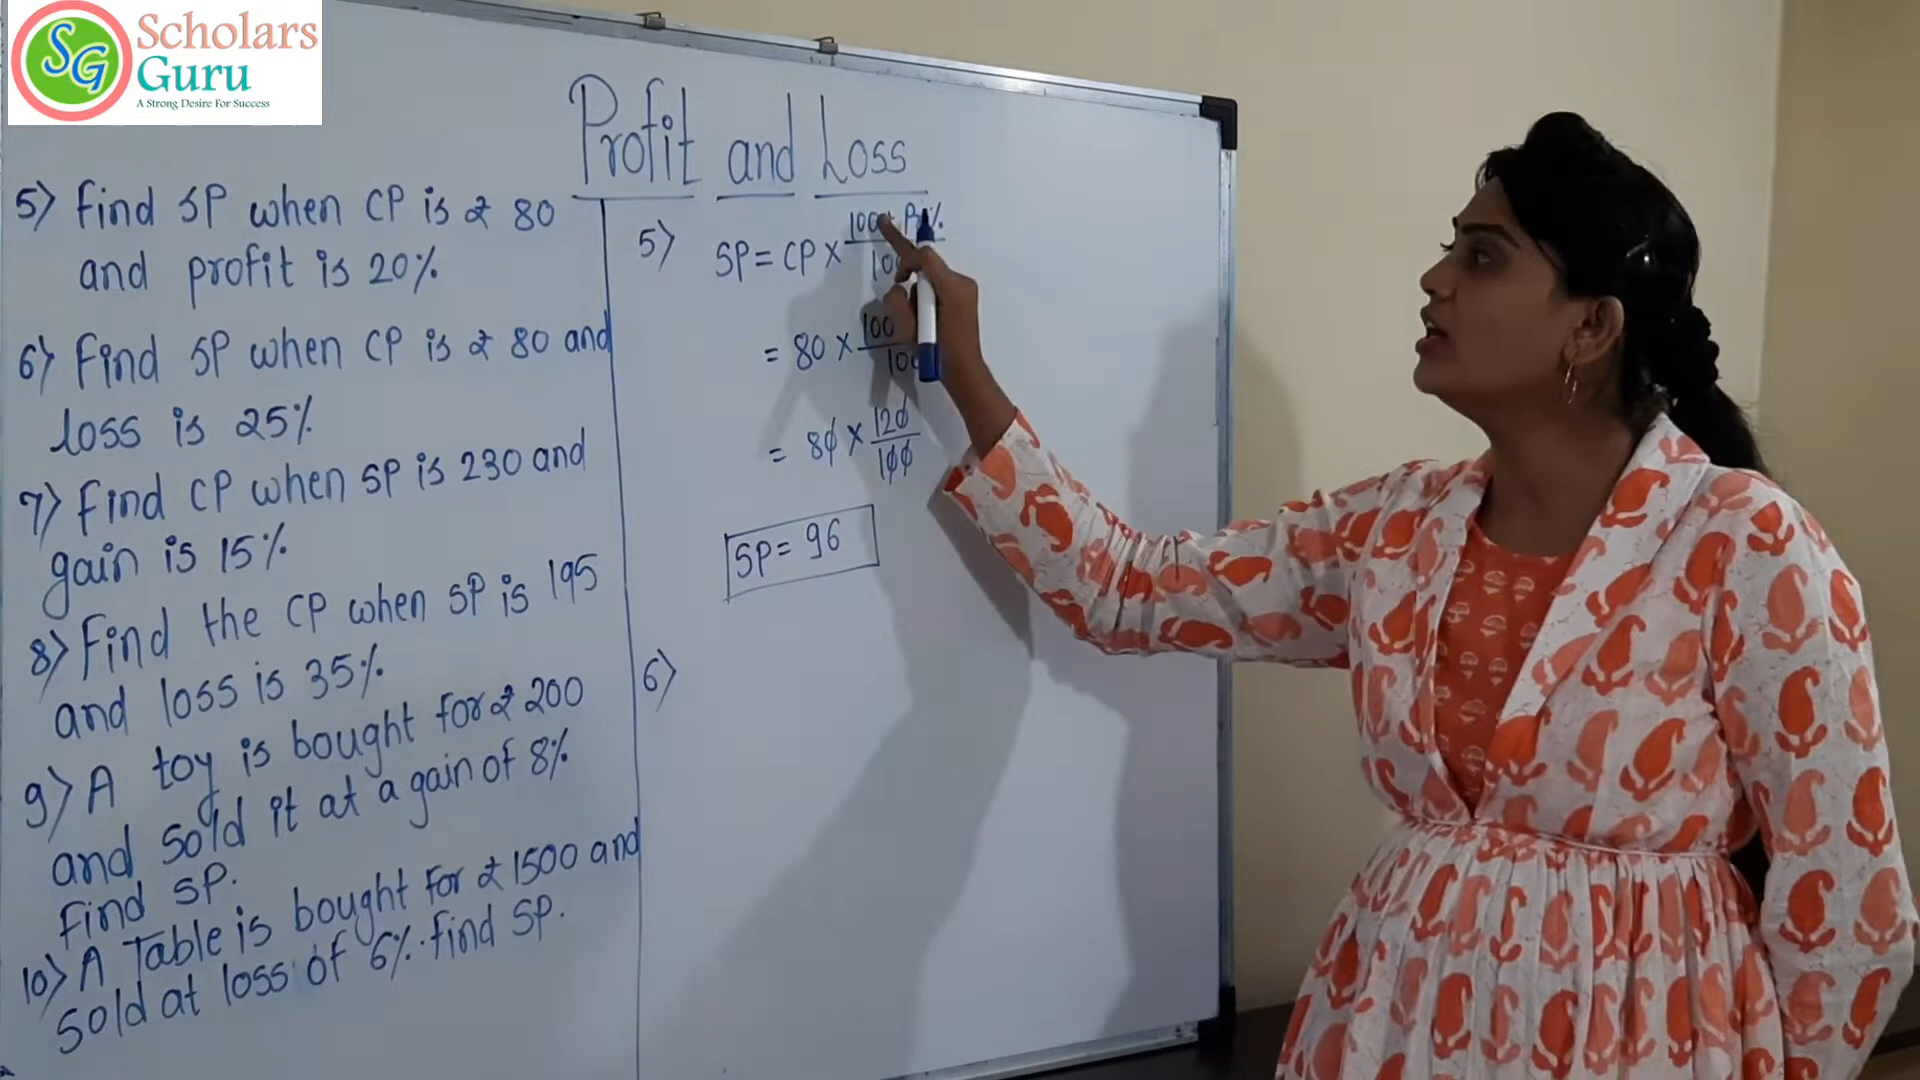 Scholars
Guru
A Strong Desire For Success
Profit and Loss
5) Find SP when CP is ₹ 80
and profit is 20%
6) Find SP when CP is ₹ 80 and
loss is 25%
7) Find CP when SP is 230 and
gain is 15%
8) Find the CP when SP is 195
and loss is 35%
9) A toy is bought for ₹ 200
and sold it at a gain of 8%
Find SP.
10) A Table is bought for ₹ 1500 and
sold at loss of 6%. Find SP.
5) SP = CP × 100+ %
10
= 80 × 100
100
= 80 × 120
100
SP = 96
6)